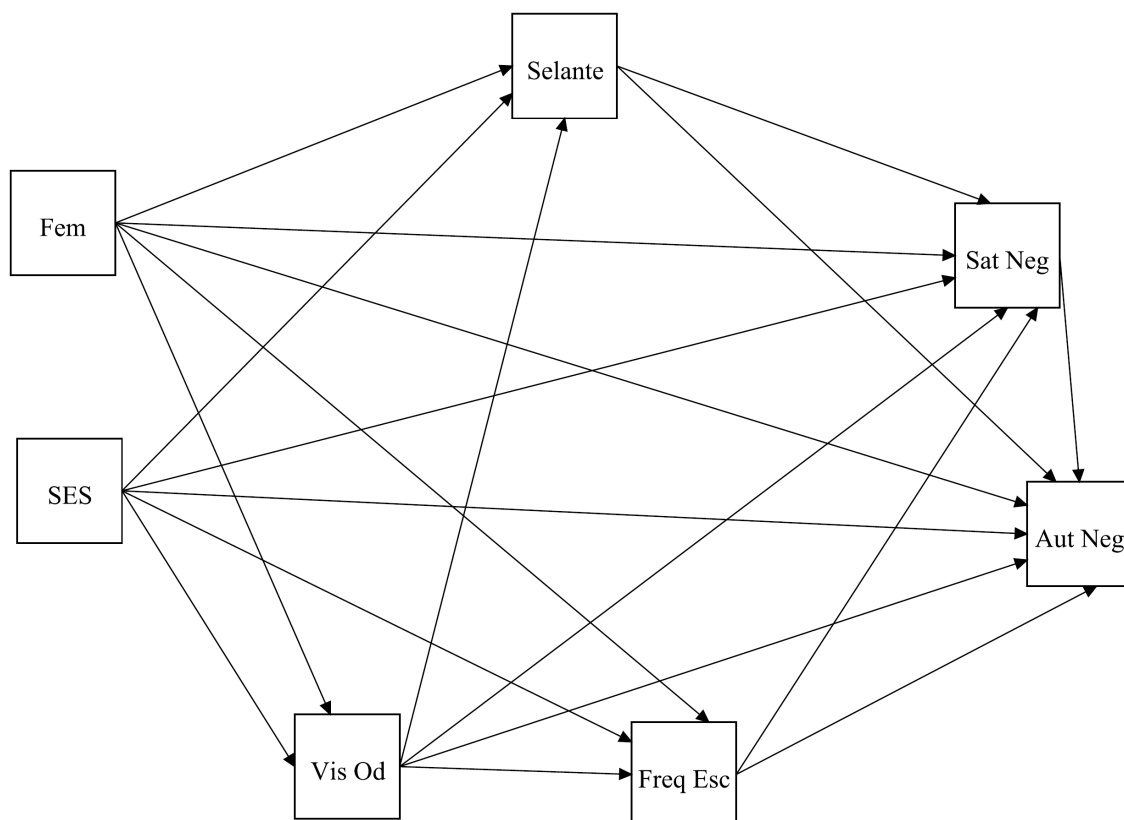 Selante
Fem
Sat Neg
SES
Aut Neg
Vis Od
Freq Esc